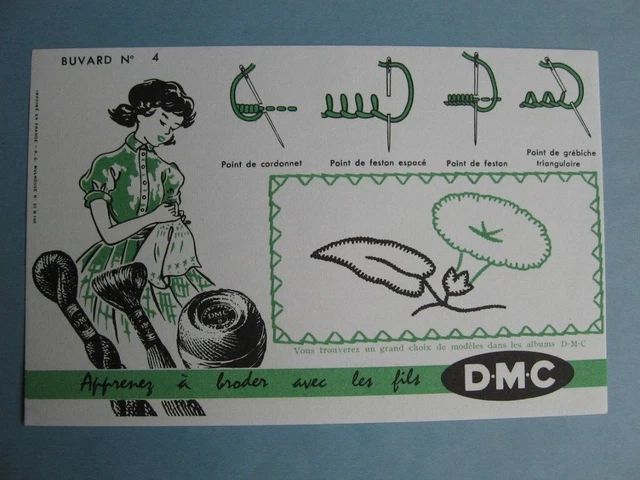 BUVARD N° 4
Point de cordonnet
Point de feston espacé
Point de feston
Point de grébiche
triangulaire
DMC
Vous trouverez un grand choix de modèles dans les albums D·M·C
Apprenez à broder avec les fils
D·M·C